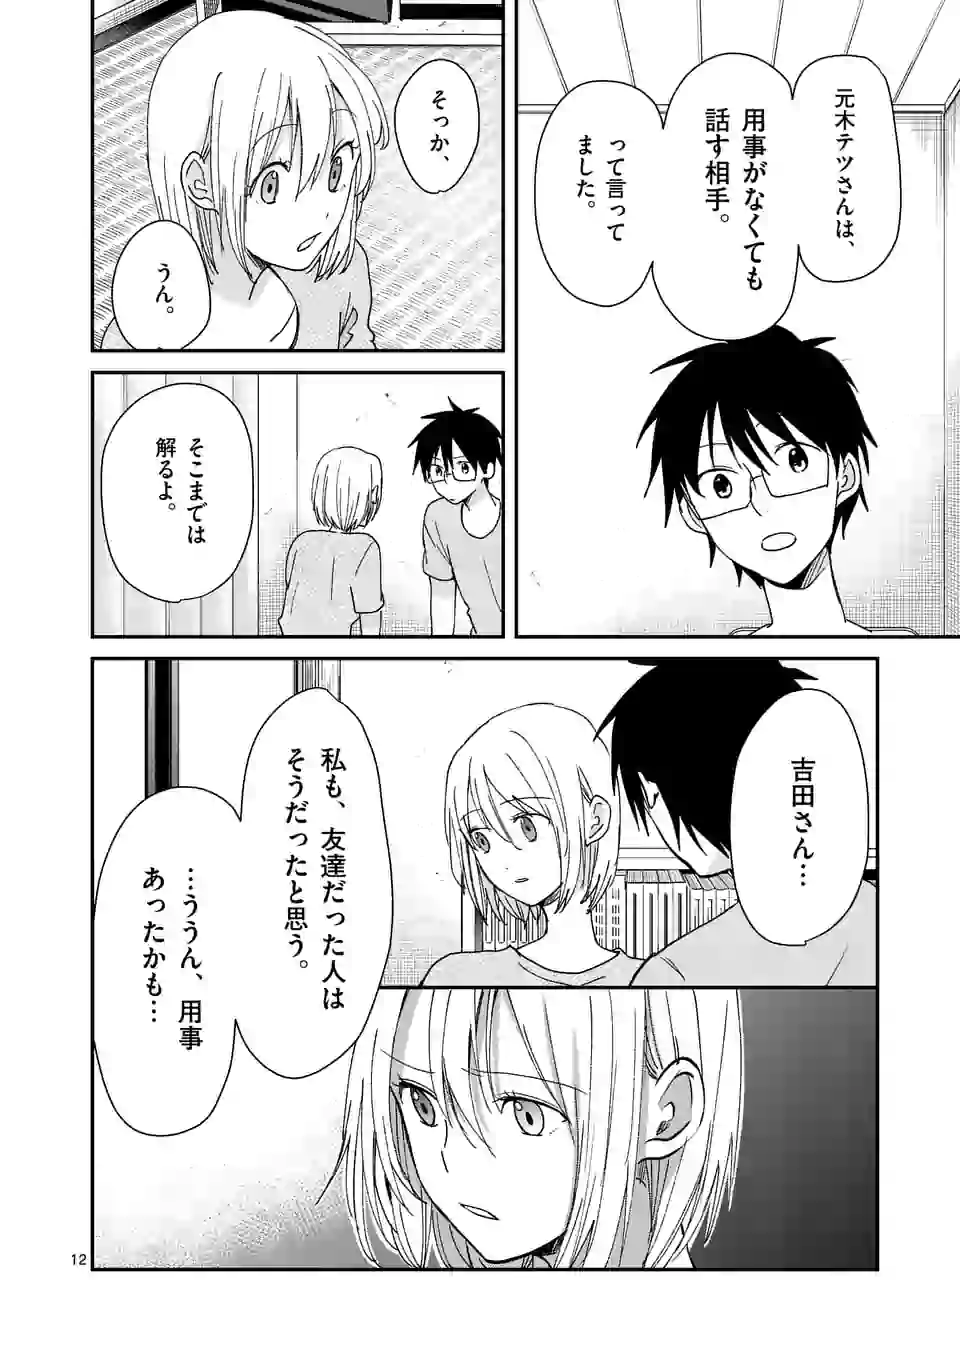 元木テツさんは、
用事がなくても
話す相手。
って言って
ました。
そっか、
うん。
そこまでは
解るよ。
吉田さん…
私も、友達だった人は
そうだったと思う。
…ううん、用事
あったかも…
12